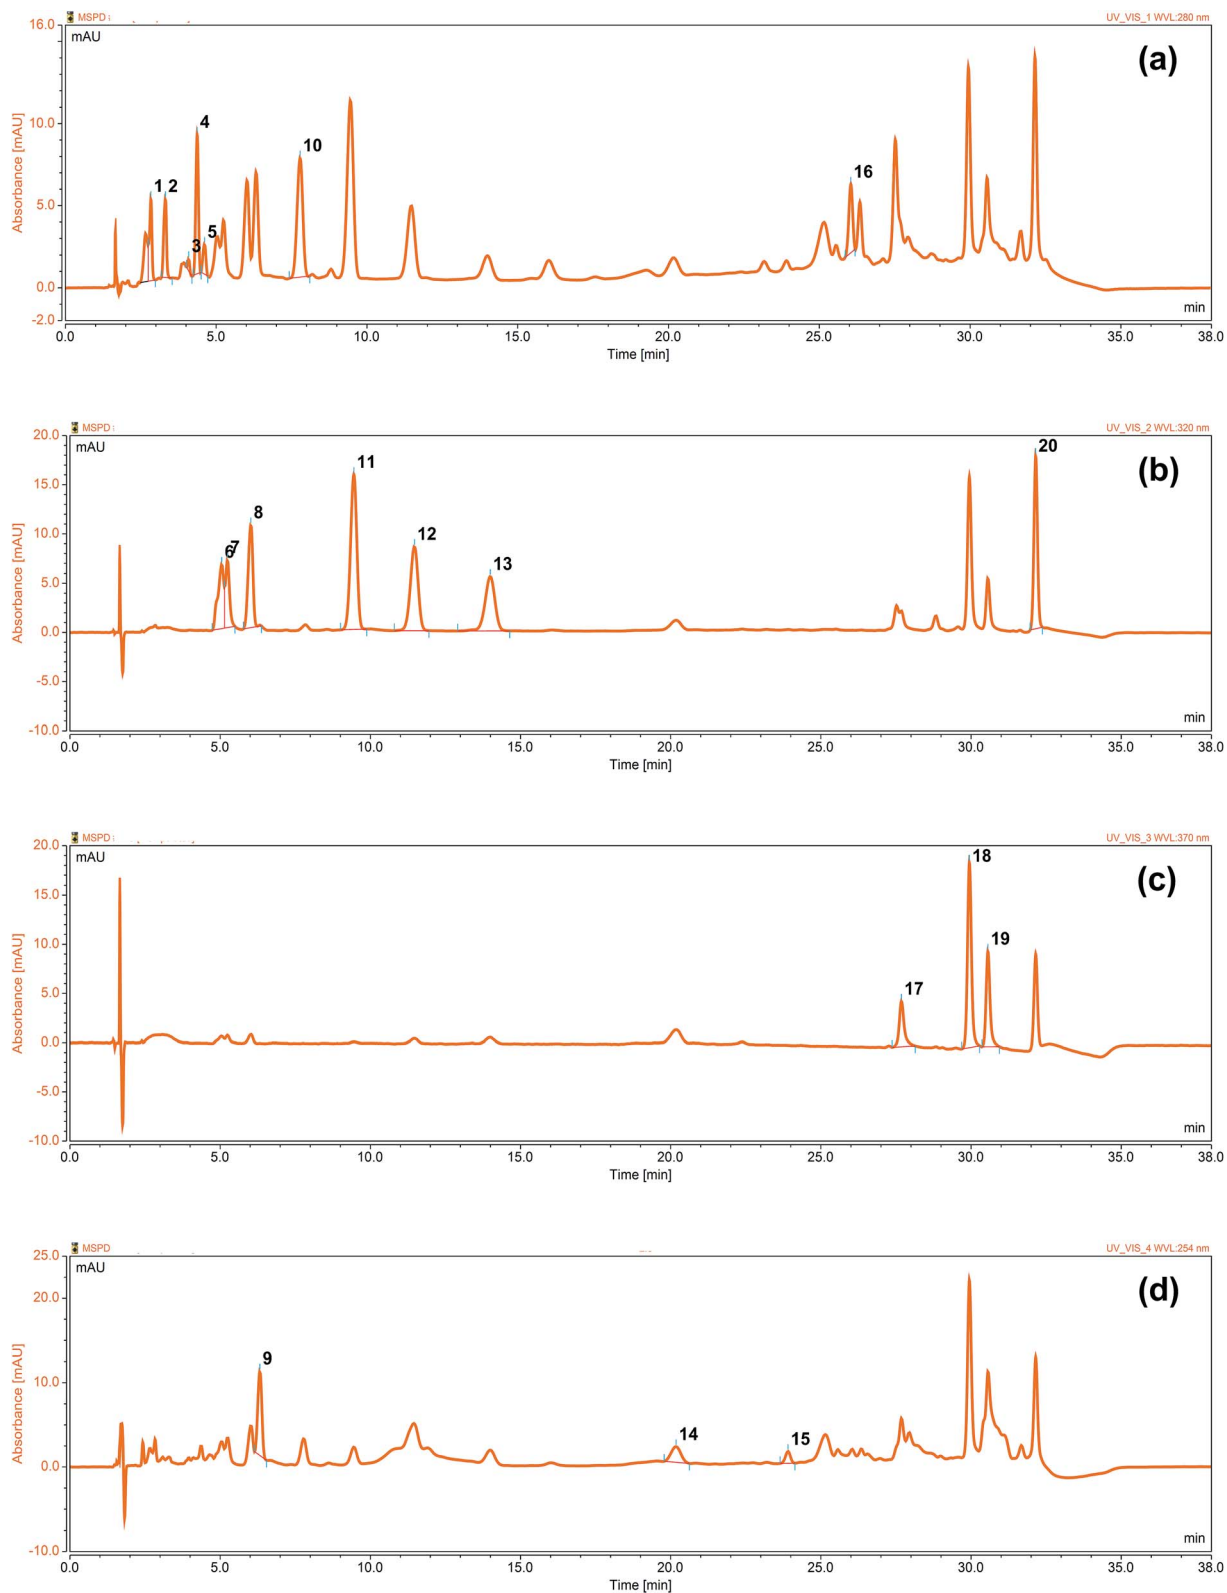 MSPD
UV_VIS_1 WVL:280 nm
16.0
mAU
(a)
4
10
10.0
1 2
16
5
3
5.0
0.0
-2.0
Absorbance [mAU]
min
0.0 5.0 10.0 15.0 20.0 25.0 30.0 35.0 38.0
Time [min]
MSPD
UV_VIS_2 WVL:320 nm
20.0
mAU
(b)
20
11
15.0
8
12
6 7
13
10.0
5.0
0.0
-5.0
-10.0
Absorbance [mAU]
min
0.0 5.0 10.0 15.0 20.0 25.0 30.0 35.0 38.0
Time [min]
MSPD
UV_VIS_3 WVL:370 nm
20.0
mAU
(c)
18
15.0
19
10.0
17
5.0
0.0
-5.0
-10.0
Absorbance [mAU]
min
0.0 5.0 10.0 15.0 20.0 25.0 30.0 35.0 38.0
Time [min]
MSPD
UV_VIS_4 WVL:254 nm
25.0
mAU
(d)
20.0
9
10.0
14
15
0.0
-10.0
Absorbance [mAU]
min
0.0 5.0 10.0 15.0 20.0 25.0 30.0 35.0 38.0
Time [min]